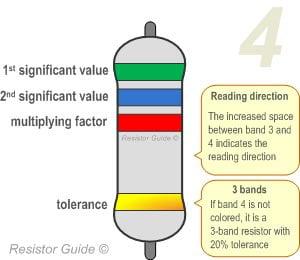 4
1st significant value
2nd significant value
multiplying factor
Resistor Guide ©
tolerance
Resistor Guide ©
Reading direction
The increased space
between band 3 and
4 indicates the
reading direction
3 bands
If band 4 is not
colored, it is a
3-band resistor with
20% tolerance